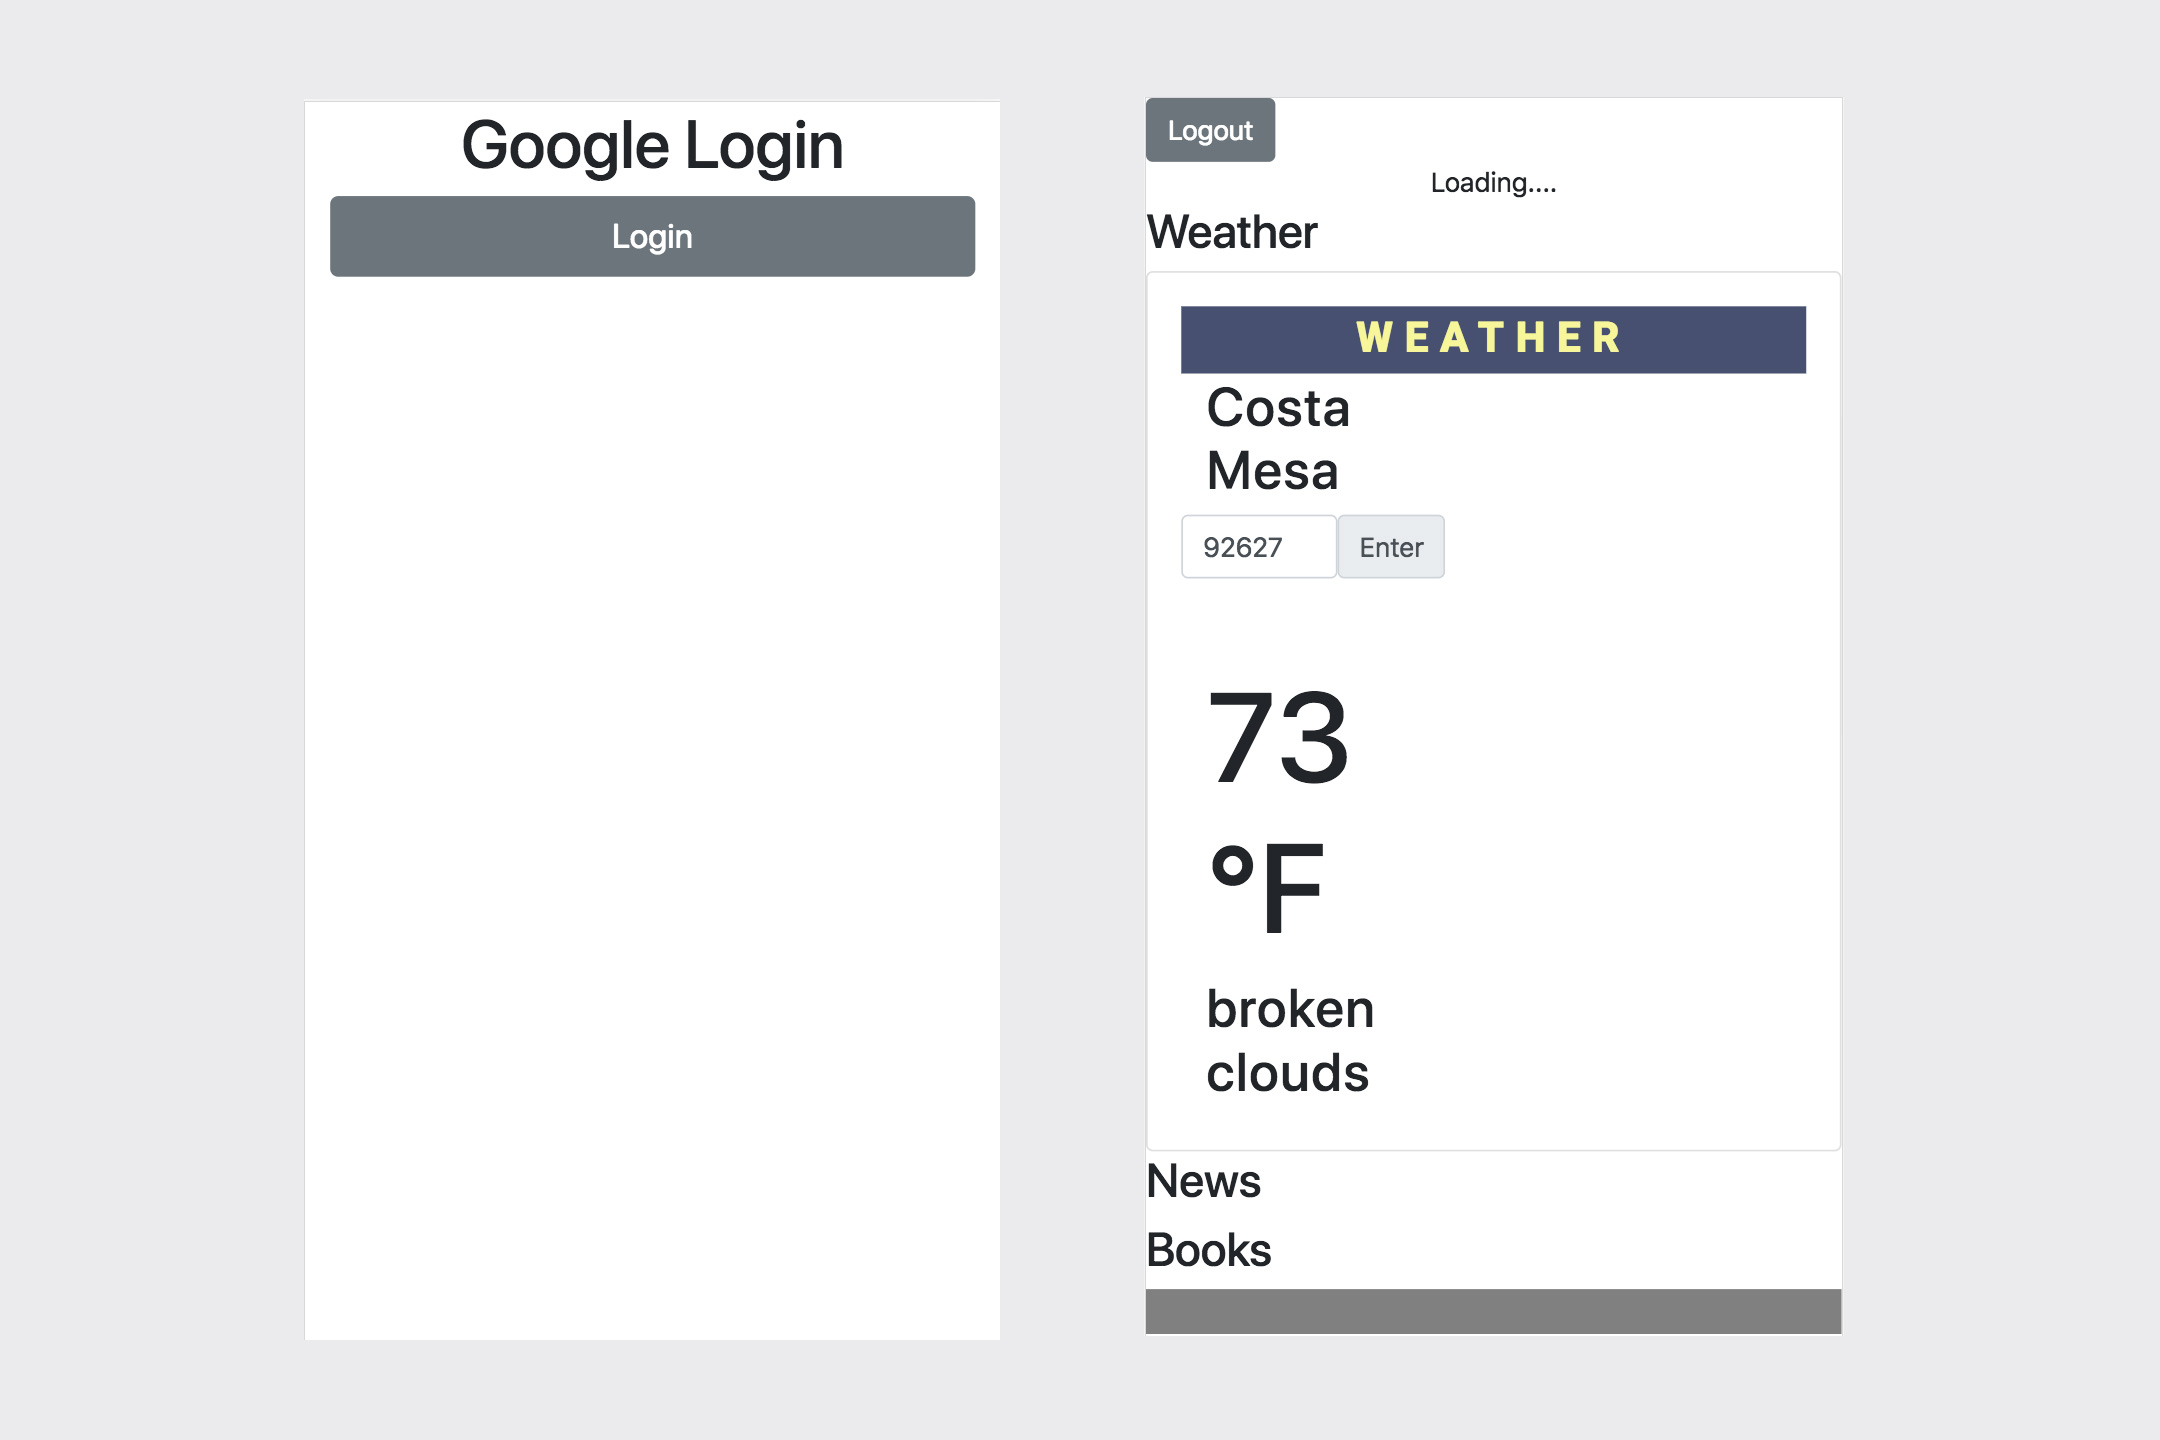 Google Login
Login
Logout
Loading....
Weather
WEATHER
Costa
Mesa
92627 Enter
73
°F
broken
clouds
News
Books